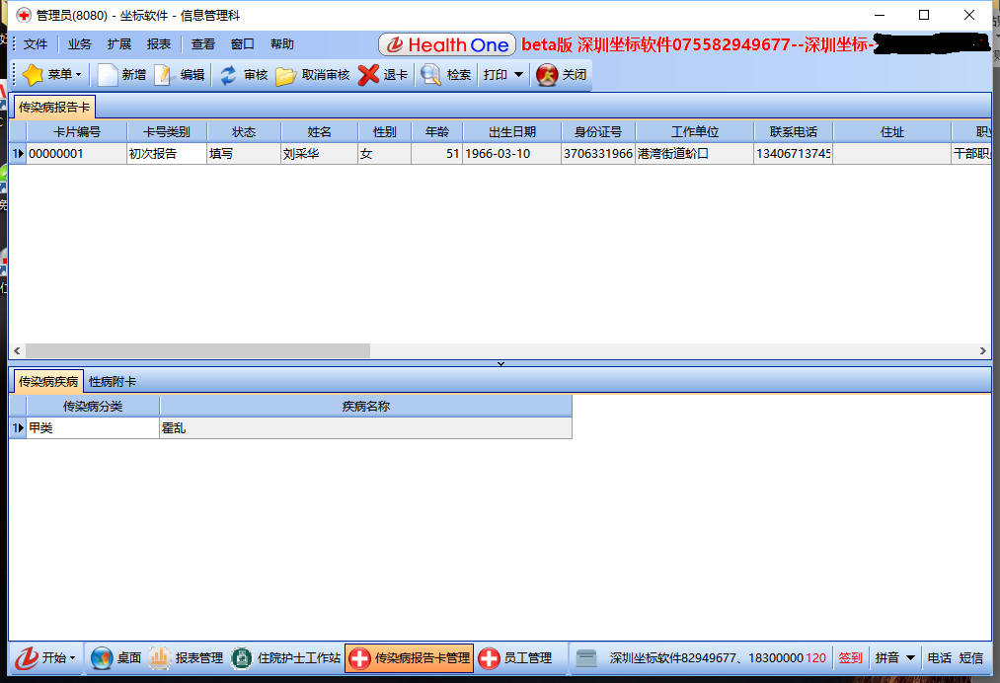 管理员(8080) - 坐标软件 - 信息管理科
文件 业务 扩展 报表 查看 窗口 帮助 Health One beta版 深圳坐标软件075582949677--深圳坐标-
菜单 新增 编辑 审核 取消审核 退卡 检索 打印 关闭
传染病报告卡
卡片编号 卡号类别 状态 姓名 性别 年龄 出生日期 身份证号 工作单位 联系电话 住址
1 00000001 初次报告 填写 刘采华 女 51 1966-03-10 3706331966 港湾街道蚧口 13406713745 干部职
传染病疾病 性病附卡
传染病分类 疾病名称
1 甲类 霍乱
开始 桌面 报表管理 住院护士工作站 传染病报告卡管理 员工管理 深圳坐标软件82949677、18300000 120 签到 拼音 电话 短信